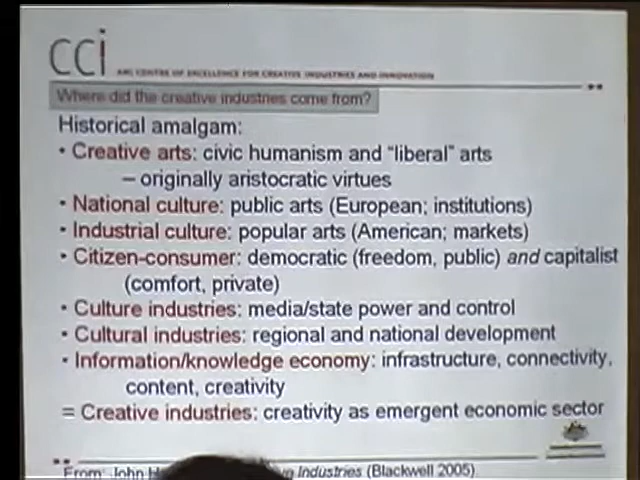 cci
ARC CENTRE OF EXCELLENCE FOR CREATIVE INDUSTRIES AND INNOVATION
Where did the creative industries come from?
Historical amalgam:
• Creative arts: civic humanism and "liberal" arts
– originally aristocratic virtues
• National culture: public arts (European; institutions)
• Industrial culture: popular arts (American; markets)
• Citizen-consumer: democratic (freedom, public) and capitalist
(comfort, private)
• Culture industries: media/state power and control
• Cultural industries: regional and national development
• Information/knowledge economy: infrastructure, connectivity,
content, creativity
= Creative industries: creativity as emergent economic sector
From: John Industries (Blackwell 2005)